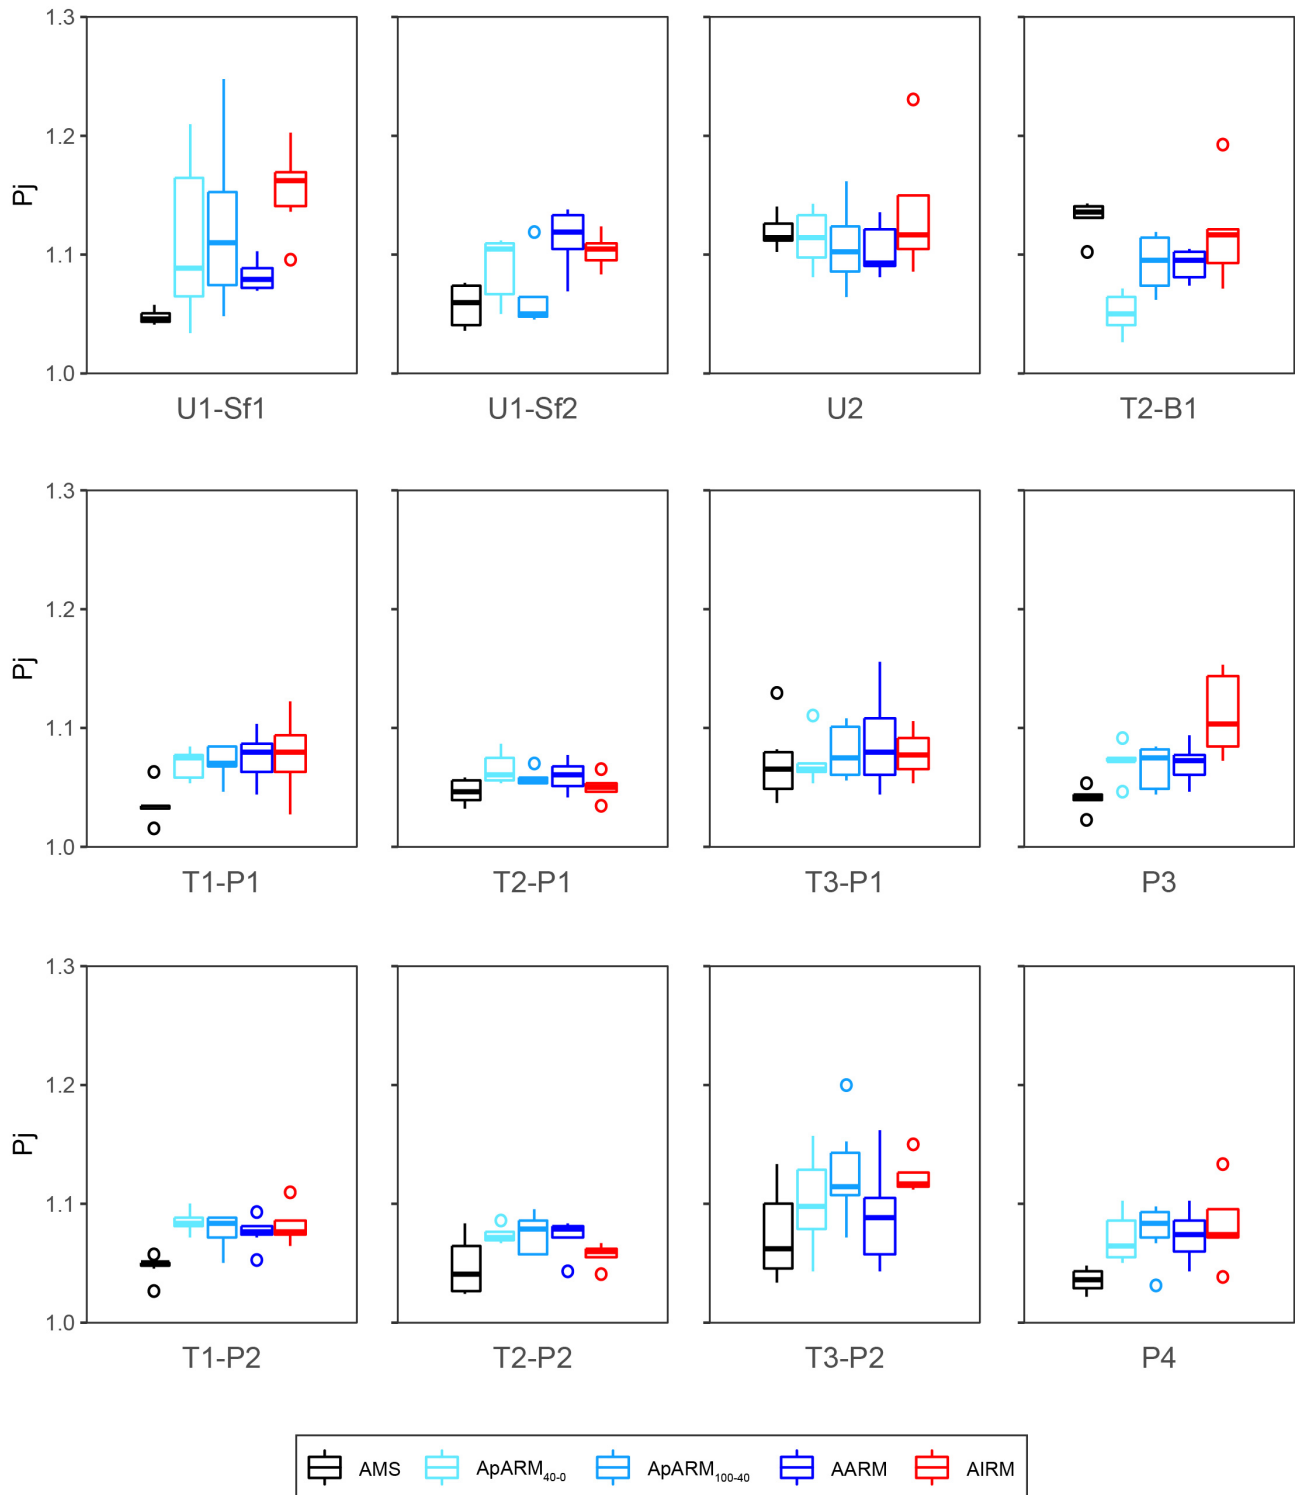 1.3
1.2
Pj
1.1
1.0
U1-Sf1 U1-Sf2 U2 T2-B1
1.3
1.2
Pj
1.1
1.0
T1-P1 T2-P1 T3-P1 P3
1.3
1.2
Pj
1.1
1.0
T1-P2 T2-P2 T3-P2 P4
AMS ApARM40-0 ApARM100-40 AARM AIRM